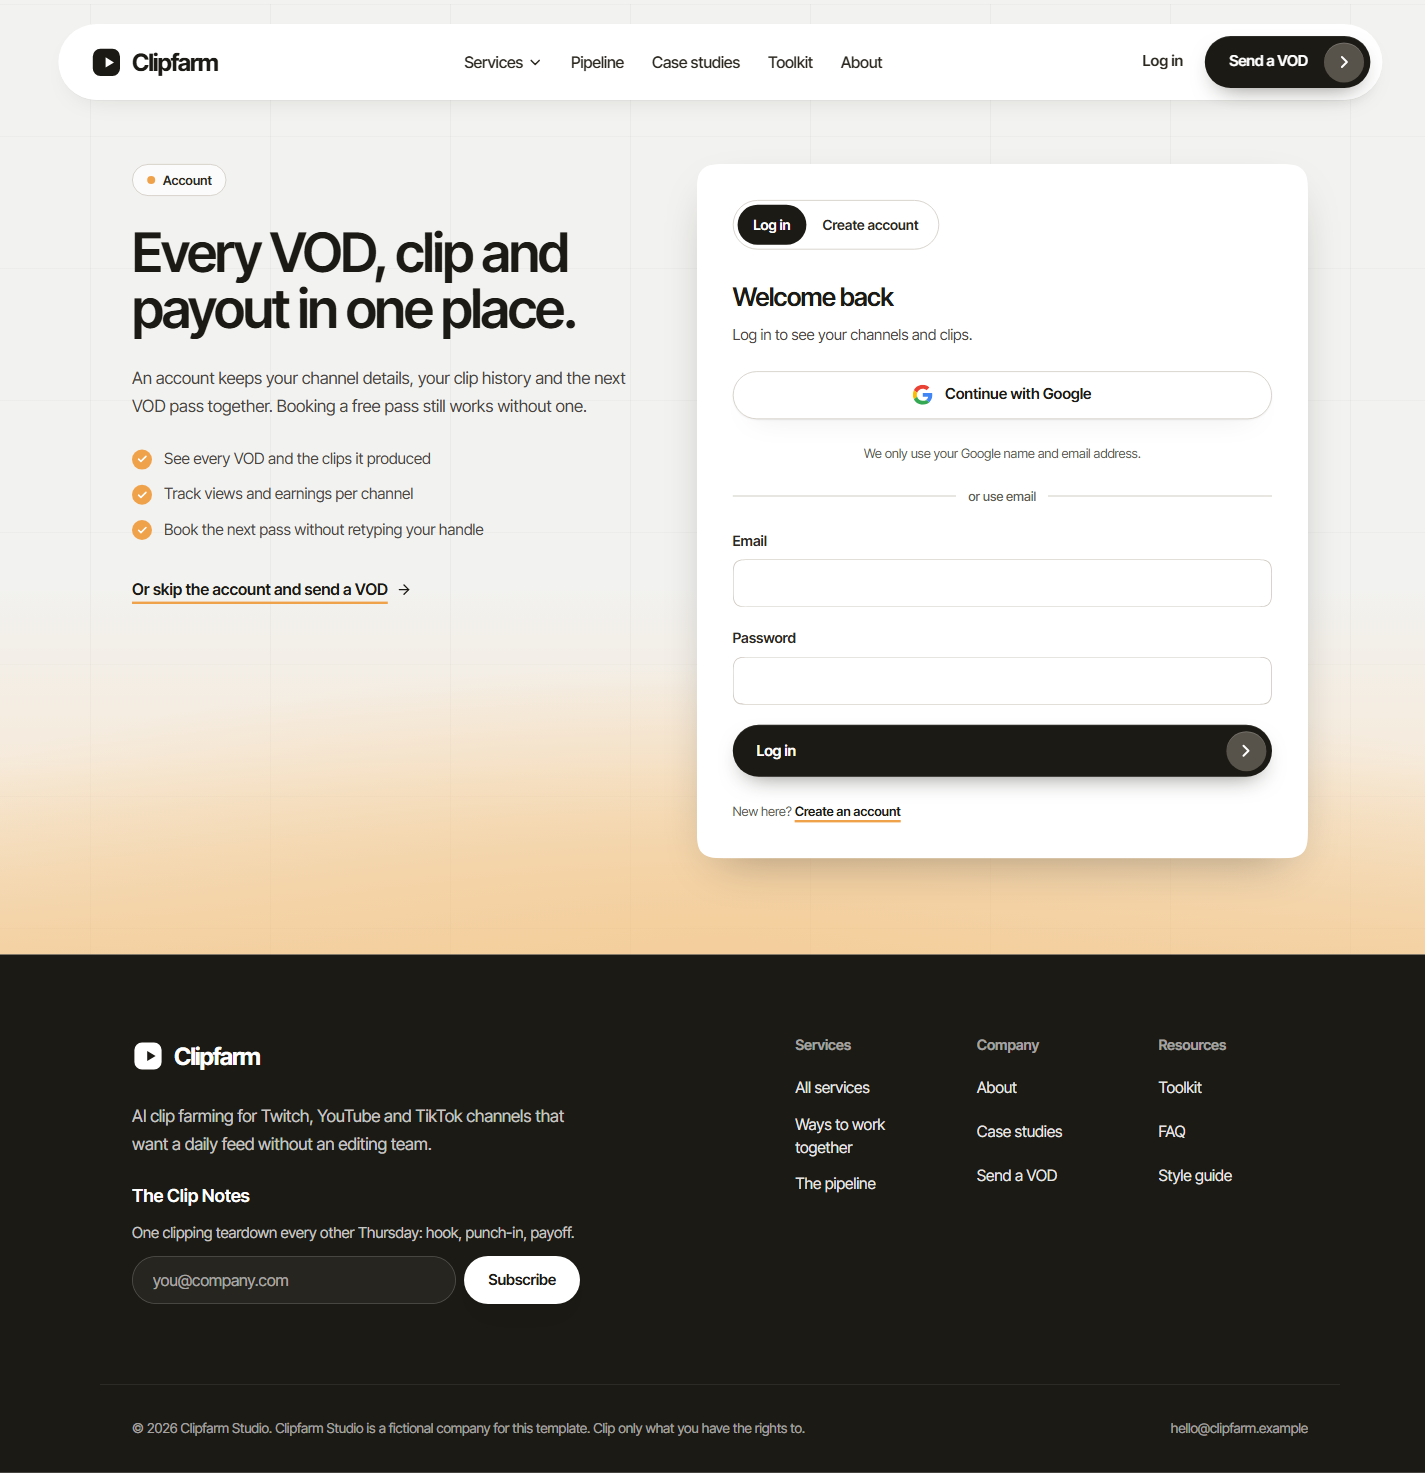 Clipfarm
Services
Pipeline
Case studies
Toolkit
About
Log in
Send a VOD
Account
Every VOD, clip and
payout in one place.
An account keeps your channel details, your clip history and the next
VOD pass together. Booking a free pass still works without one.
See every VOD and the clips it produced
Track views and earnings per channel
Book the next pass without retyping your handle
Or skip the account and send a VOD
Log in
Create account
Welcome back
Log in to see your channels and clips.
Continue with Google
We only use your Google name and email address.
or use email
Email
Password
Log in
New here? Create an account
Clipfarm
AI clip farming for Twitch, YouTube and TikTok channels that
want a daily feed without an editing team.
The Clip Notes
One clipping teardown every other Thursday: hook, punch-in, payoff.
you@company.com
Subscribe
Services
All services
Ways to work
together
The pipeline
Company
About
Case studies
Send a VOD
Resources
Toolkit
FAQ
Style guide
© 2026 Clipfarm Studio. Clipfarm Studio is a fictional company for this template. Clip only what you have the rights to.
hello@clipfarm.example